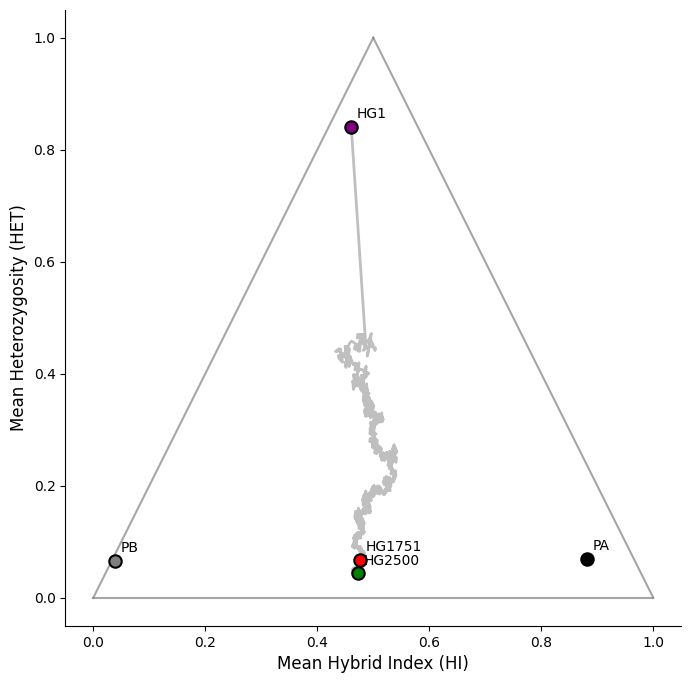 1.0
HG1
0.8
0.6
0.4
0.2
PB
HG1751
HG2500
PA
0.0
0.0 0.2 0.4 0.6 0.8 1.0
Mean Hybrid Index (HI)
Mean Heterozygosity (HET)